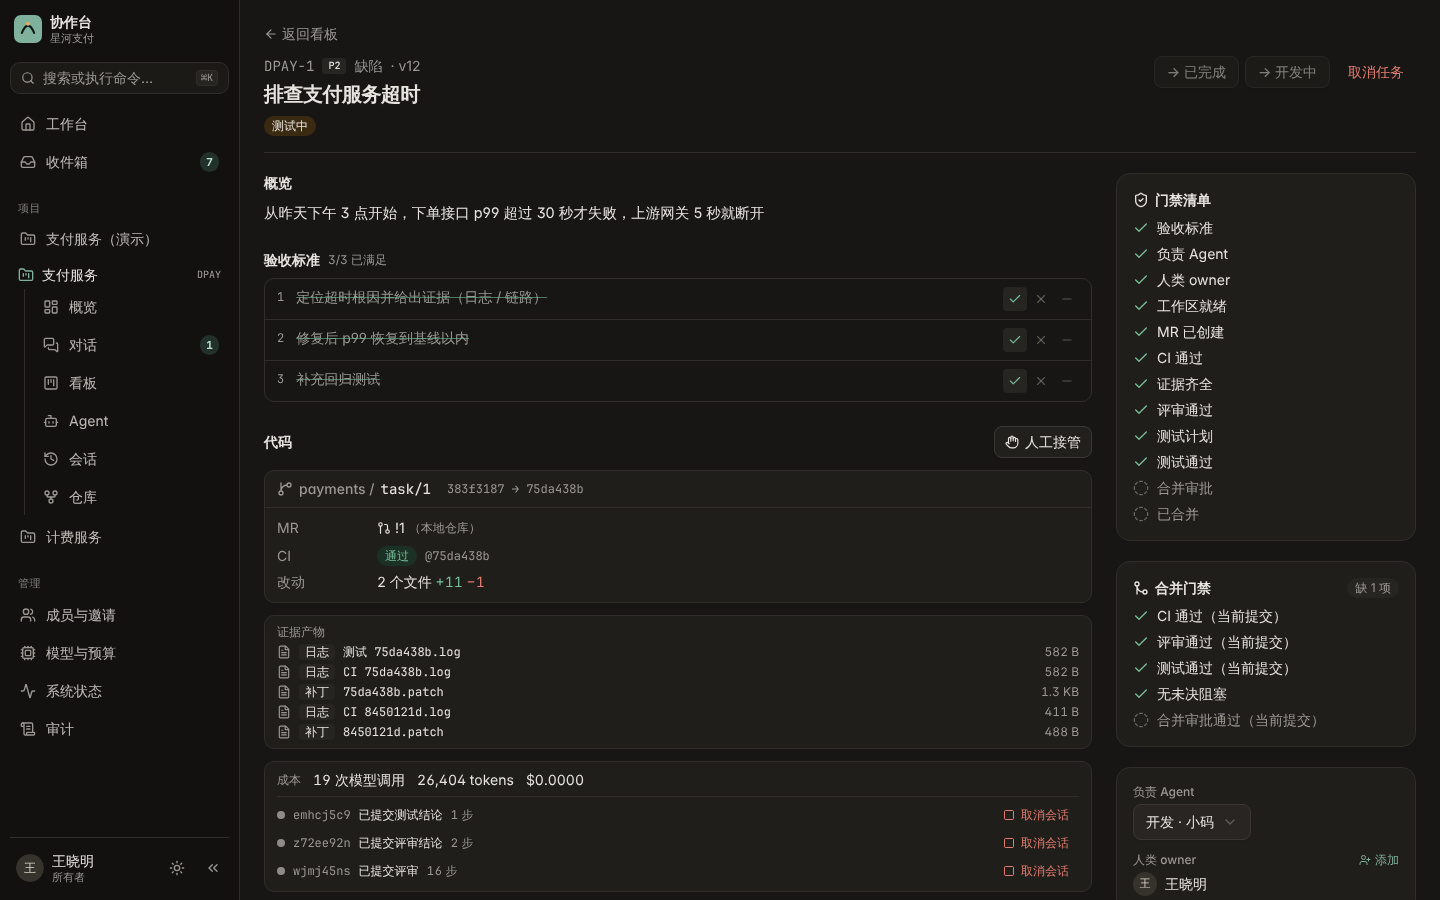 协作台
星河支付
搜索或执行命令... ⌘K
工作台
收件箱 7
项目
支付服务（演示）
支付服务 DPAY
概览
对话 1
看板
Agent
会话
仓库
计费服务
管理
成员与邀请
模型与预算
系统状态
审计
王 王晓明
所有者
← 返回看板
DPAY-1 P2 缺陷 · v12
排查支付服务超时
测试中
→ 已完成 → 开发中 取消任务
概览
从昨天下午 3 点开始，下单接口 p99 超过 30 秒才失败，上游网关 5 秒就断开
验收标准 3/3 已满足
1 定位超时根因并给出证据（日志 / 链路）
2 修复后 p99 恢复到基线以内
3 补充回归测试
代码 人工接管
payments / task/1 383f3187 → 75da438b
MR !1 （本地仓库）
CI 通过 @75da438b
改动 2 个文件 +11 −1
证据产物
日志 测试 75da438b.log 582 B
日志 CI 75da438b.log 582 B
补丁 75da438b.patch 1.3 KB
日志 CI 8450121d.log 411 B
补丁 8450121d.patch 488 B
成本 19 次模型调用 26,404 tokens $0.0000
emhcj5c9 已提交测试结论 1 步 取消会话
z72ee92n 已提交评审结论 2 步 取消会话
wjmj45ns 已提交评审 16 步 取消会话
门禁清单
验收标准
负责 Agent
人类 owner
工作区就绪
MR 已创建
CI 通过
证据齐全
评审通过
测试计划
测试通过
合并审批
已合并
合并门禁 缺 1 项
CI 通过（当前提交）
评审通过（当前提交）
测试通过（当前提交）
无未决阻塞
合并审批通过（当前提交）
负责 Agent
开发 · 小码
人类 owner 添加
王 王晓明